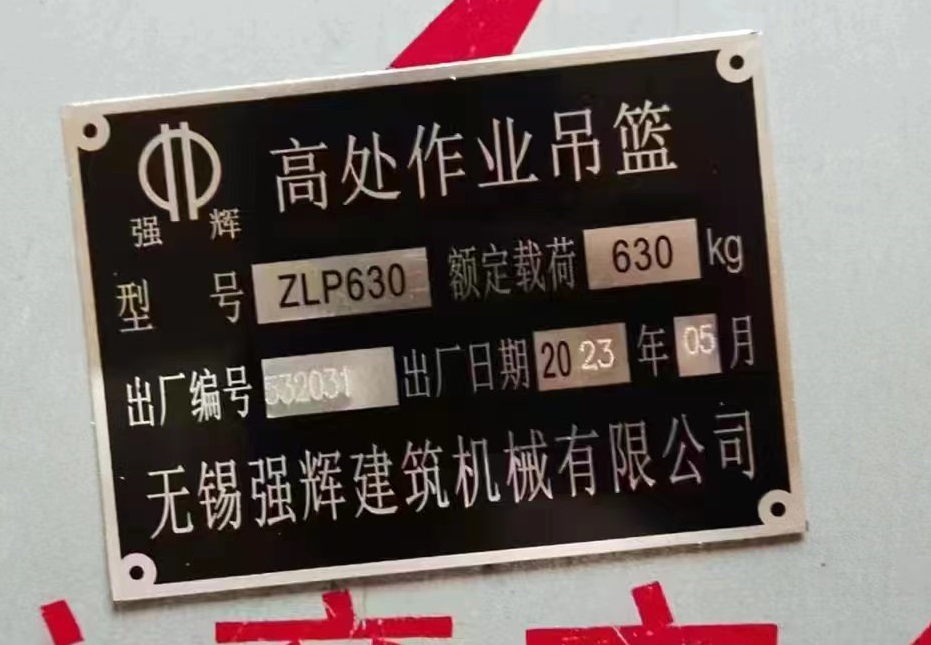 高处作业吊篮
强辉
型号 ZLP630 额定载荷 630 kg
出厂编号 532031 出厂日期 2023 年 05 月
无锡强辉建筑机械有限公司